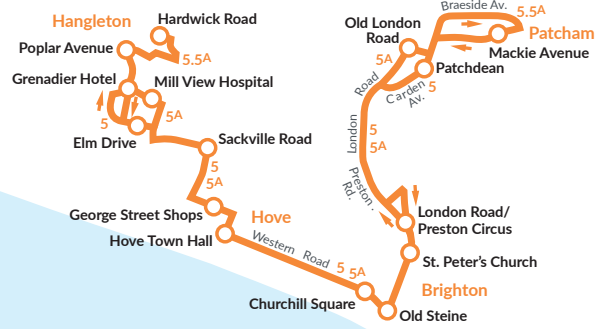 Hangleton
Hardwick Road
Poplar Avenue
5.5A
Grenadier Hotel
Mill View Hospital
5
5A
Elm Drive
Sackville Road
5
5A
George Street Shops
Hove
Hove Town Hall
Western Road
5 5A
Churchill Square
Old Steine
Brighton
St. Peter's Church
London Road/
Preston Circus
Preston .
Rd.
London Road
5
5A
Carden
Av.
5
5A
Patchdean
Old London
Road
Braeside Av.
5.5A
Patcham
Mackie Avenue